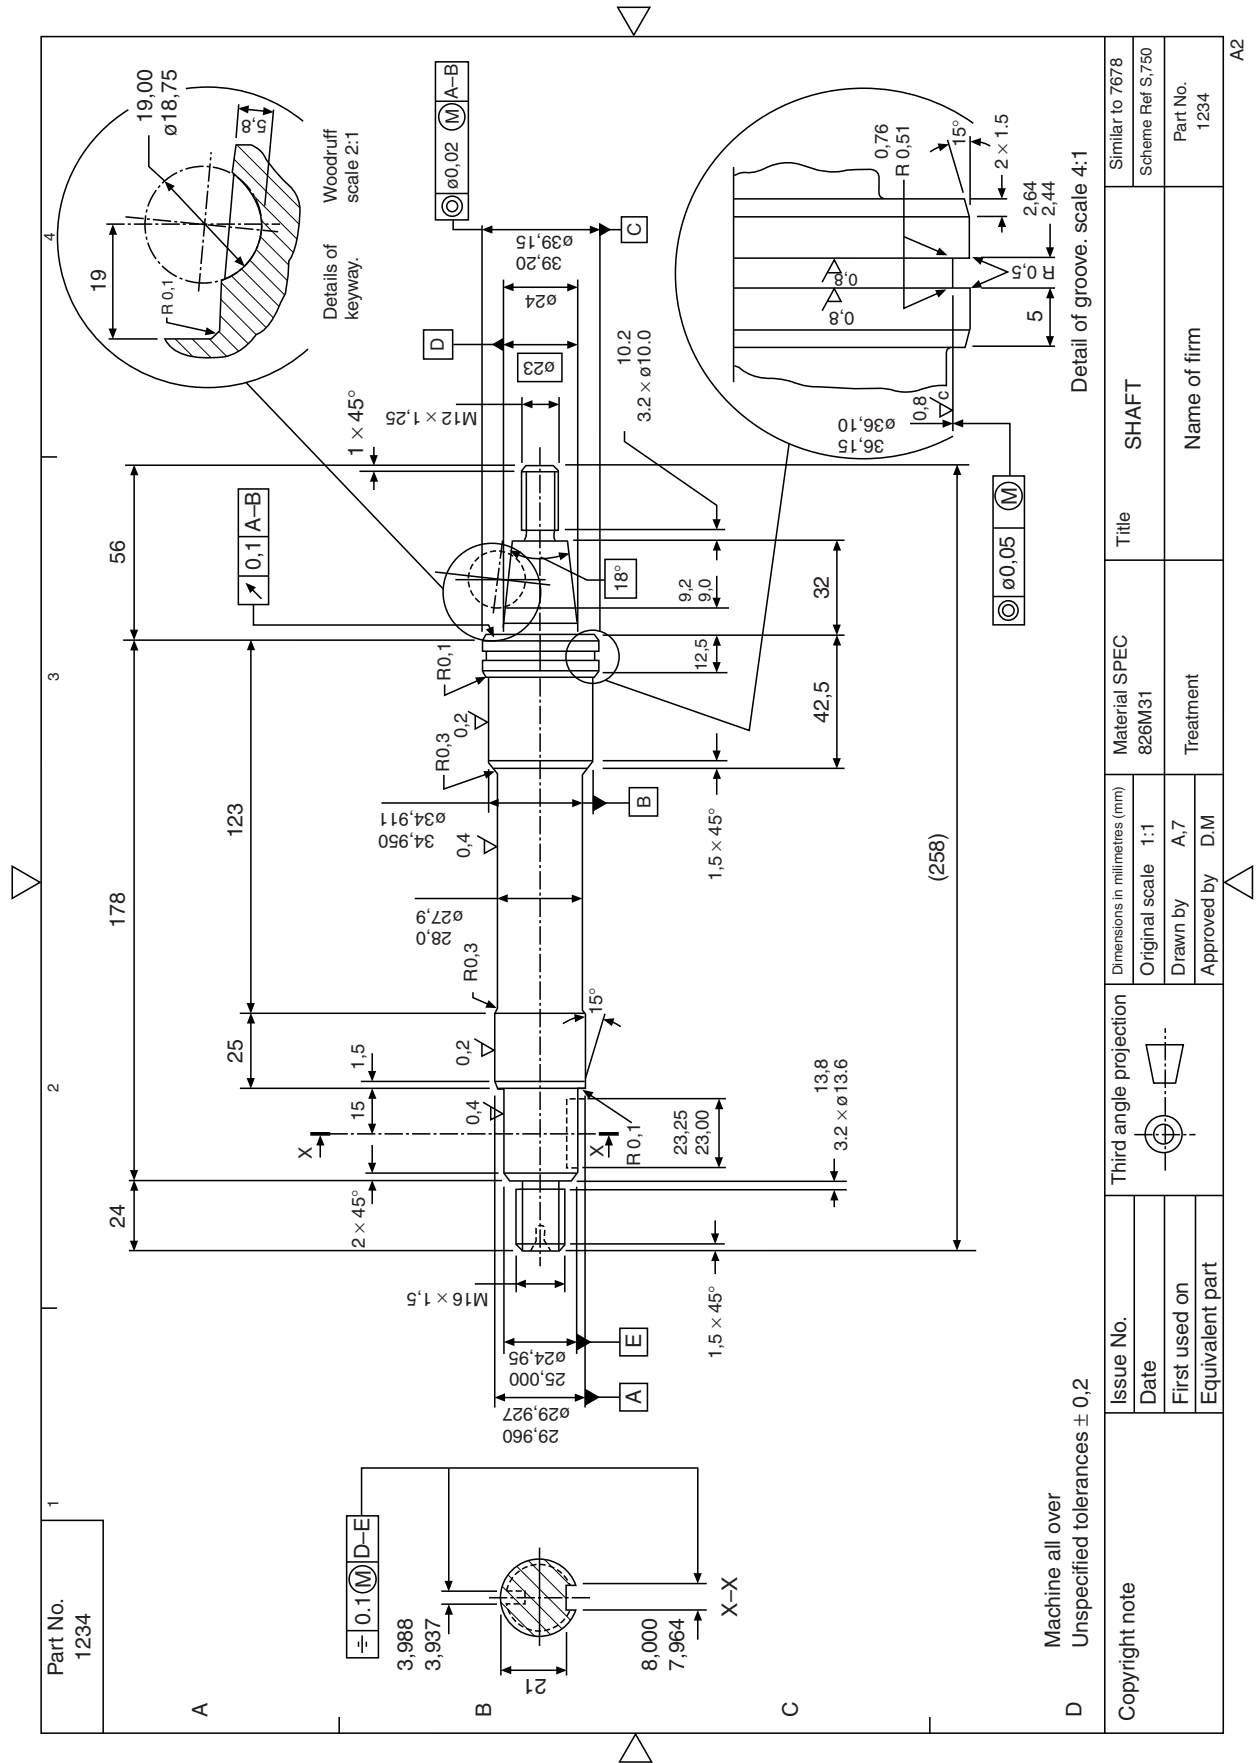 Part No.
1234
1
2
3
4
A
B
C
D
24
178
56
25
123
1 × 45°
2 × 45°
15
1,5
X
X
0,1
A–B
R0,3
R0,3
R0,1
0,4
0,2
0,4
0,2
M16 × 1,5
ø24,95
25,000
ø29,927
29,960
E
A
28,0
ø27,9
34,950
ø34,911
B
M12 × 1,25
ø23
D
ø24
39,20
ø39,15
C
ø0,02
M
A–B
18°
15°
R 0,1
23,25
23,00
13,8
3.2 × ø13.6
1,5 × 45°
1,5 × 45°
12,5
9,2
9,0
10.2
3.2 × ø10.0
42,5
32
(258)
0.1
M
D–E
3,988
3,937
21
8,000
7,964
X–X
19
R 0,1
19,00
ø18,75
5,8
Details of
keyway.
Woodruff
scale 2:1
0,8
0,8
0,8
c
36,15
ø36,10
ø0,05
M
0,76
R 0,51
15°
2 × 1.5
2,64
2,44
R 0,5
5
Detail of groove. scale 4:1
Machine all over
Unspecified tolerances ± 0,2
Copyright note
Issue No.
Date
First used on
Equivalent part
Third angle projection
Dimensions in milimetres (mm)
Original scale 1:1
Drawn by A,7
Approved by D.M
Material SPEC
826M31
Treatment
Title
SHAFT
Name of firm
Similar to 7678
Scheme Ref S,750
Part No.
1234
A2